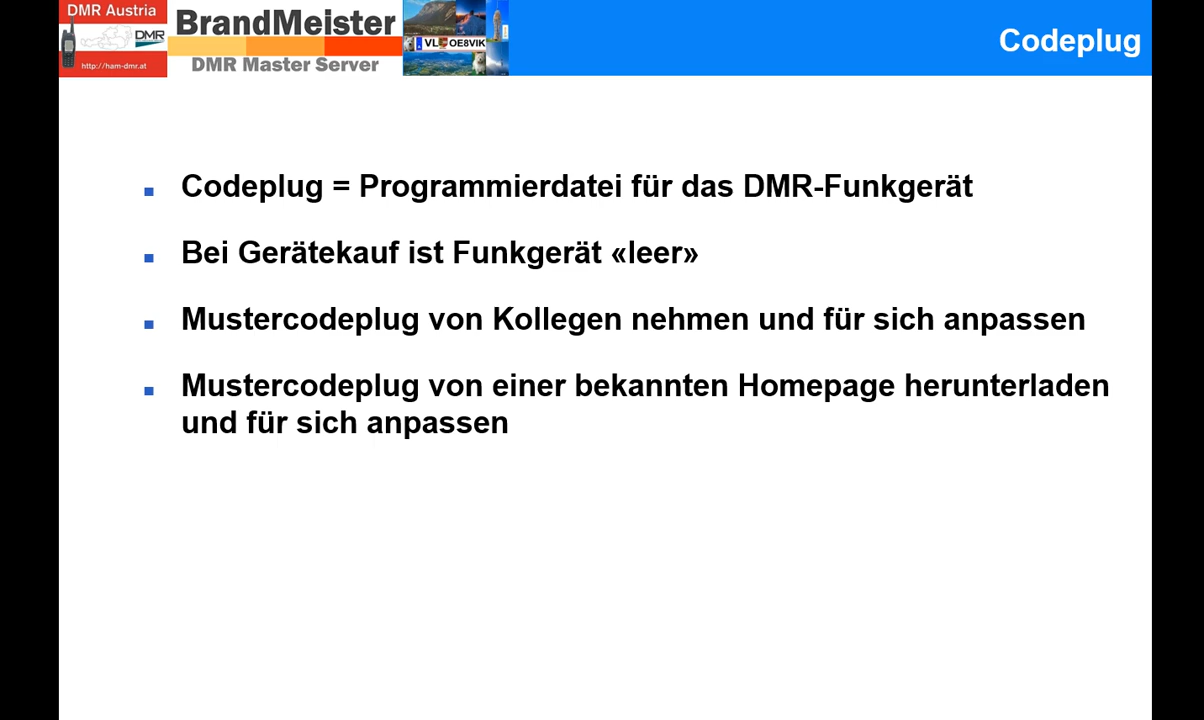 DMR Austria
DMR
http://ham-dmr.at
BrandMeister
DMR Master Server
VL OE8VIK
Codeplug
Codeplug = Programmierdatei für das DMR-Funkgerät
Bei Gerätekauf ist Funkgerät «leer»
Mustercodeplug von Kollegen nehmen und für sich anpassen
Mustercodeplug von einer bekannten Homepage herunterladen
und für sich anpassen